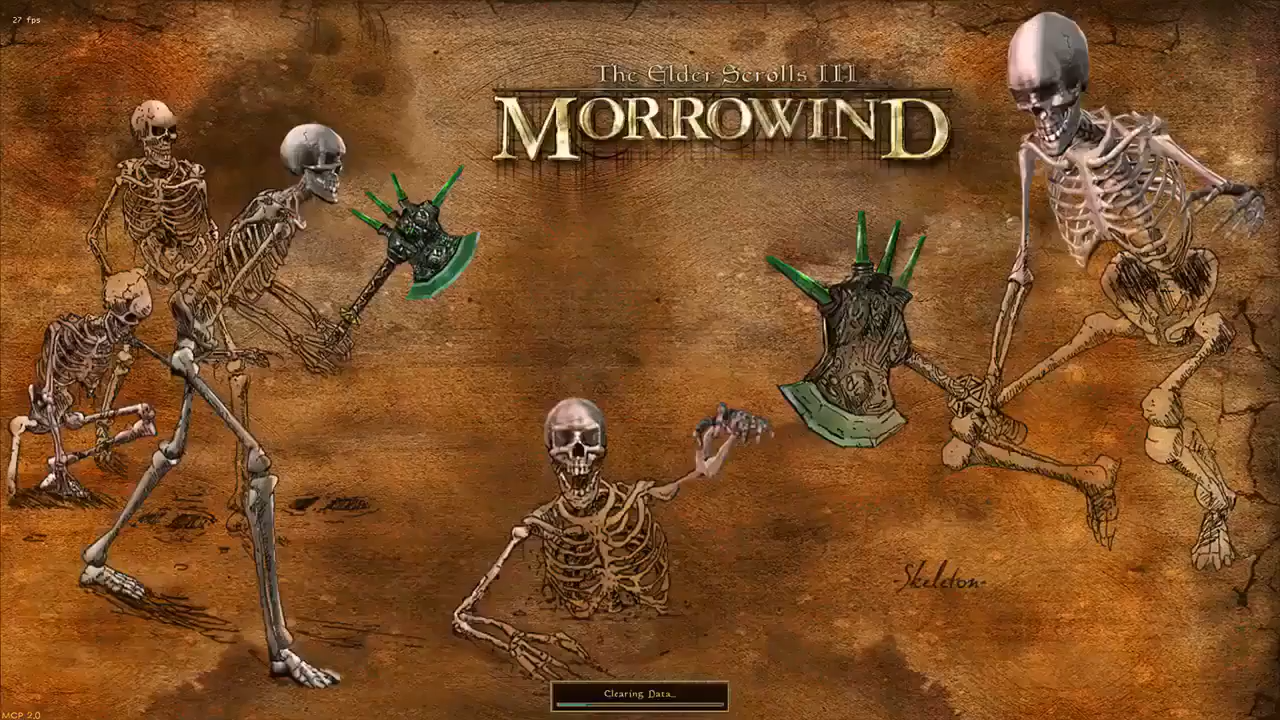 27 fps
The Elder Scrolls III
MORROWIND
-Skeleton-
Clearing Data...
MCP 2.0